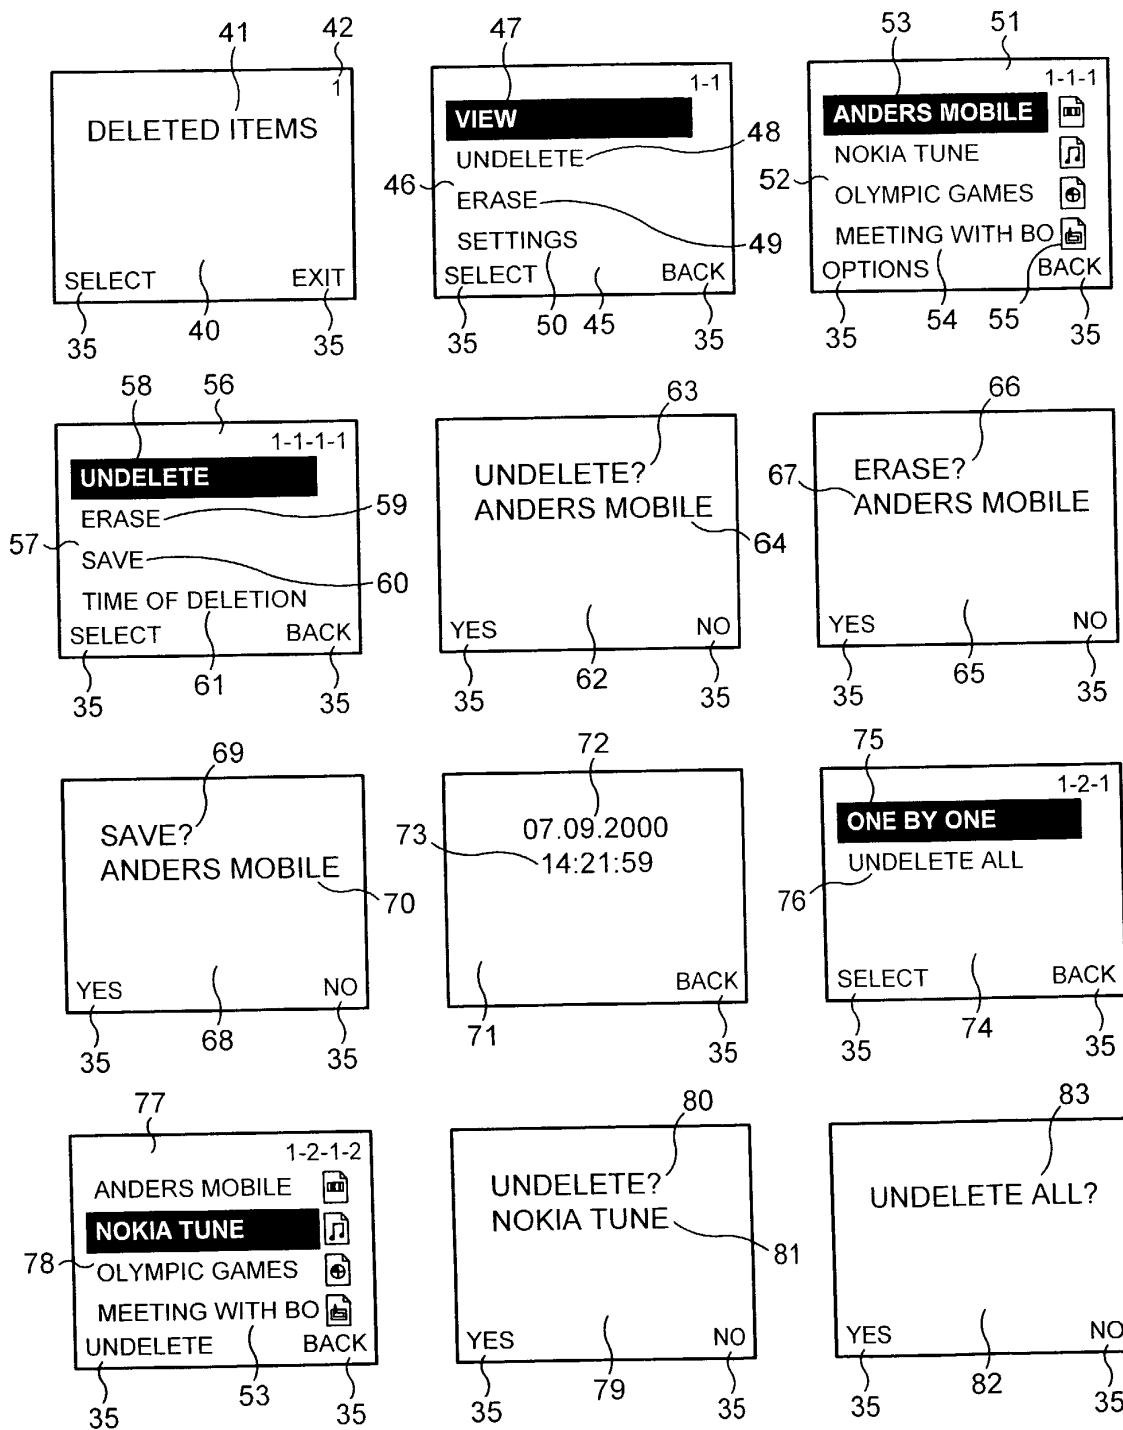 41 42 47 53 51
1
DELETED ITEMS
SELECT EXIT
35 40 35
1-1
VIEW
UNDELETE 48
46 ERASE
SETTINGS 49
SELECT BACK
35 50 45 35
1-1-1
ANDERS MOBILE
NOKIA TUNE
52 OLYMPIC GAMES
MEETING WITH BO
OPTIONS BACK
35 54 55 35
58 56 63 66
1-1-1-1
UNDELETE
ERASE 59
57 SAVE
60
TIME OF DELETION
SELECT BACK
35 61 35
UNDELETE?
ANDERS MOBILE
64
YES NO
35 62 35
ERASE?
67 ANDERS MOBILE
YES NO
35 65 35
69 72 75
SAVE?
ANDERS MOBILE
70
YES NO
35 68 35
07.09.2000
73 14:21:59
BACK
71 35
1-2-1
ONE BY ONE
UNDELETE ALL
76
SELECT BACK
35 74 35
77 80 83
1-2-1-2
ANDERS MOBILE
NOKIA TUNE
78 OLYMPIC GAMES
MEETING WITH BO
UNDELETE BACK
35 53 35
UNDELETE?
NOKIA TUNE
81
YES NO
35 79 35
UNDELETE ALL?
YES NO
35 82 35